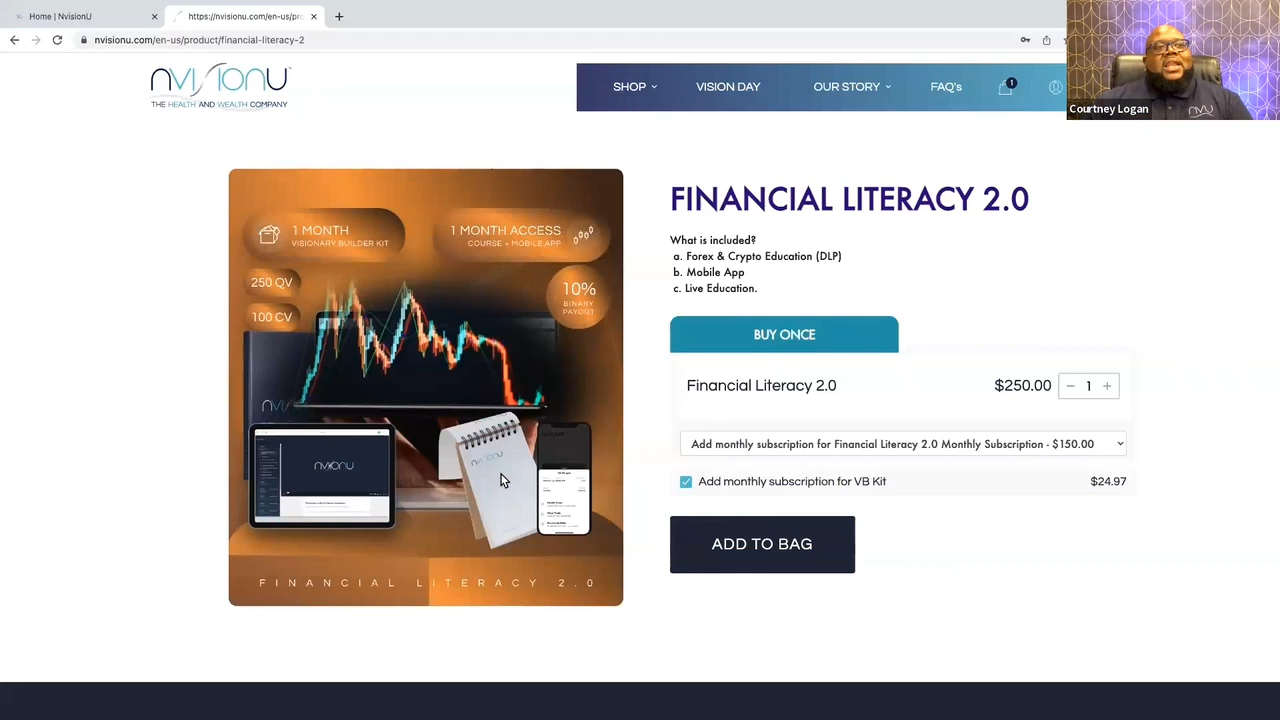 Home | NvisionU
https://nvisionu.com/en-us/pro
nvisionu.com/en-us/product/financial-literacy-2
nvisionU
THE HEALTH AND WEALTH COMPANY
SHOP
VISION DAY
OUR STORY
FAQ's
1
Courtney Logan
nvU
1 MONTH
VISIONARY BUILDER KIT
1 MONTH ACCESS
COURSE + MOBILE APP
250 QV
100 CV
10%
BINARY
PAYOUT
nvisionU
nvisionU
FINANCIAL LITERACY 2.0
FINANCIAL LITERACY 2.0
What is included?
a. Forex & Crypto Education (DLP)
b. Mobile App
c. Live Education.
BUY ONCE
Financial Literacy 2.0
$250.00
− 1 +
Add monthly subscription for Financial Literacy 2.0 Monthly Subscription - $150.00
Add monthly subscription for VB Kit
$24.97
ADD TO BAG